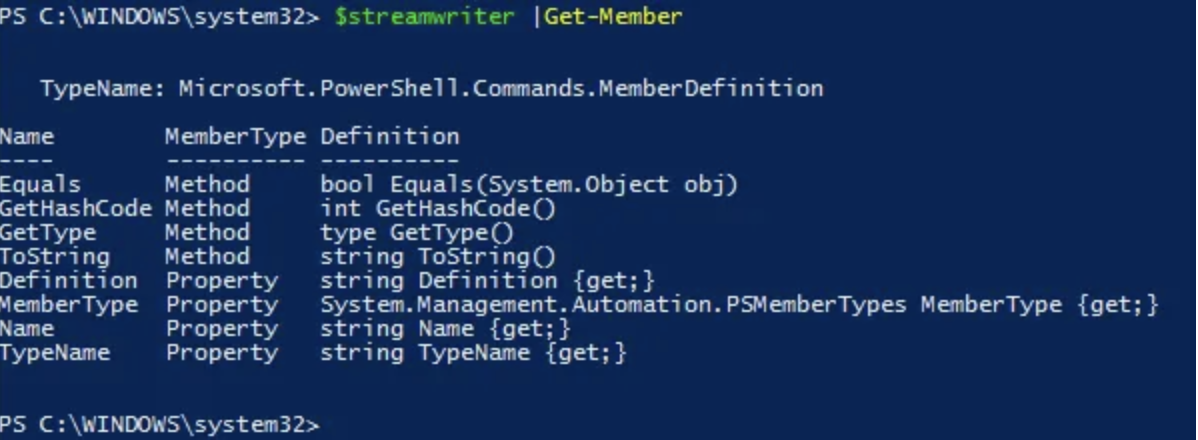 PS C:\WINDOWS\system32> $streamwriter |Get-Member
TypeName: Microsoft.PowerShell.Commands.MemberDefinition
Name MemberType Definition
---- ---------- ----------
Equals Method bool Equals(System.Object obj)
GetHashCode Method int GetHashCode()
GetType Method type GetType()
ToString Method string ToString()
Definition Property string Definition {get;}
MemberType Property System.Management.Automation.PSMemberTypes MemberType {get;}
Name Property string Name {get;}
TypeName Property string TypeName {get;}
PS C:\WINDOWS\system32>